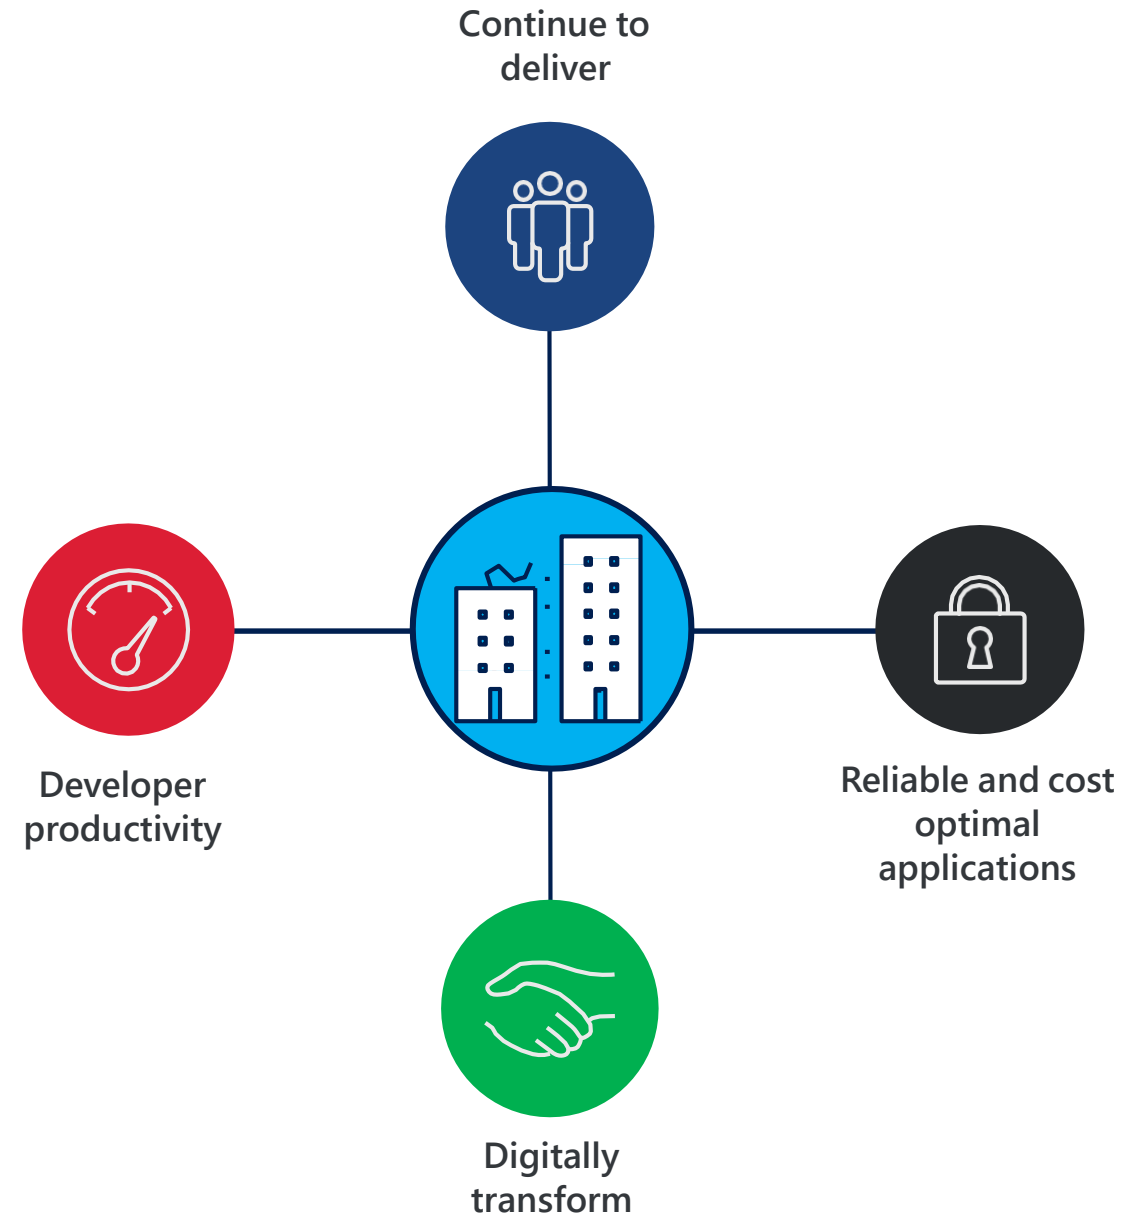 Continue to
deliver
Developer
productivity
Reliable and cost
optimal
applications
Digitally
transform